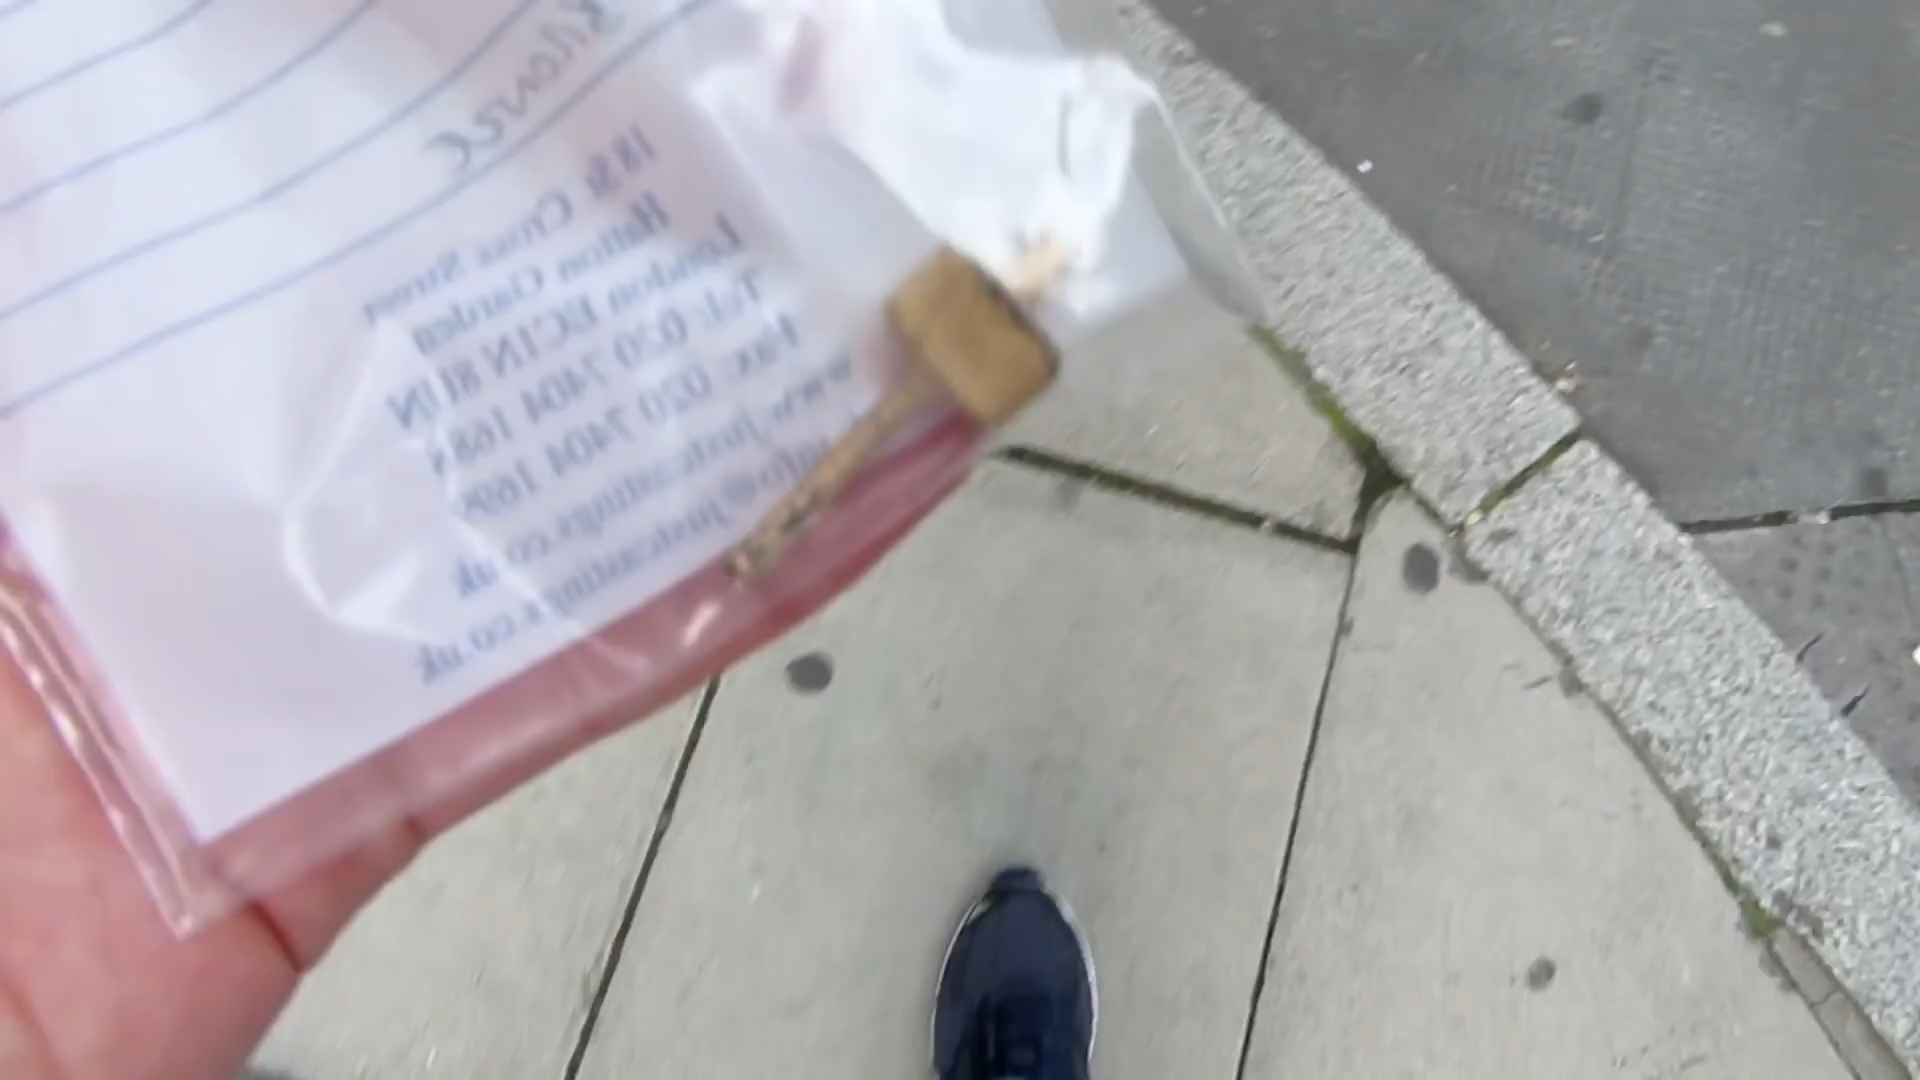 18 St Cross Street
Hatton Garden
London EC1N 8UN
Tel: 020 7404
Fax: 020 7404
www.justcastings.co.uk
info@justcastings.co.uk